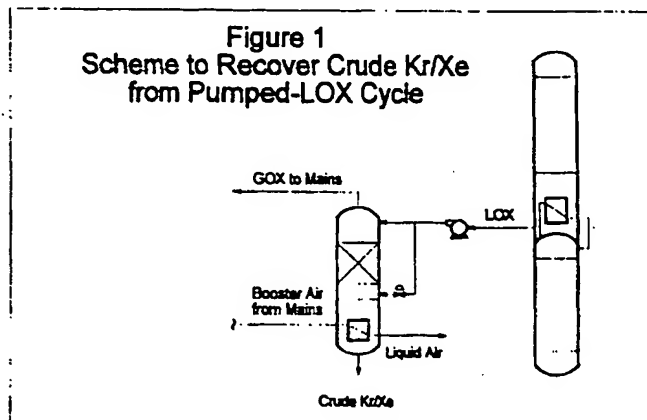 Figure 1
Scheme to Recover Crude Kr/Xe
from Pumped-LOX Cycle
GOX to Mains
LOX
Booster Air
from Mains
Liquid Air
Crude Kr/Xe